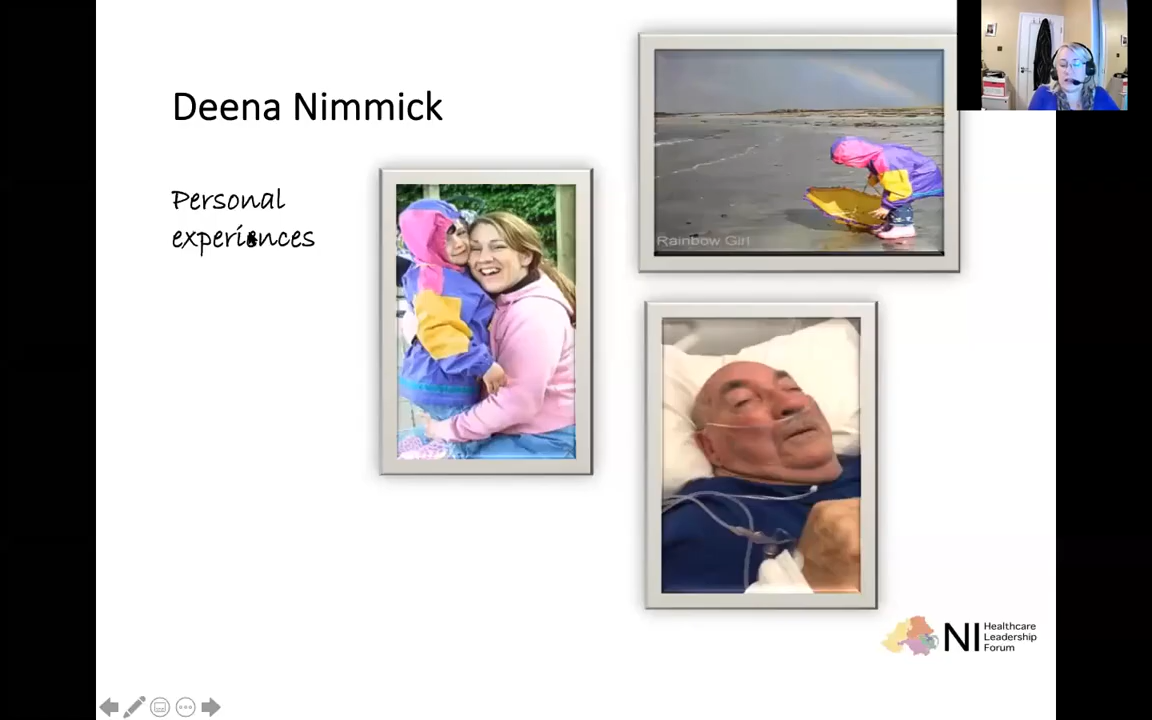 Deena Nimmick
Personal
experiences
Rainbow Girl
NI Healthcare
Leadership
Forum